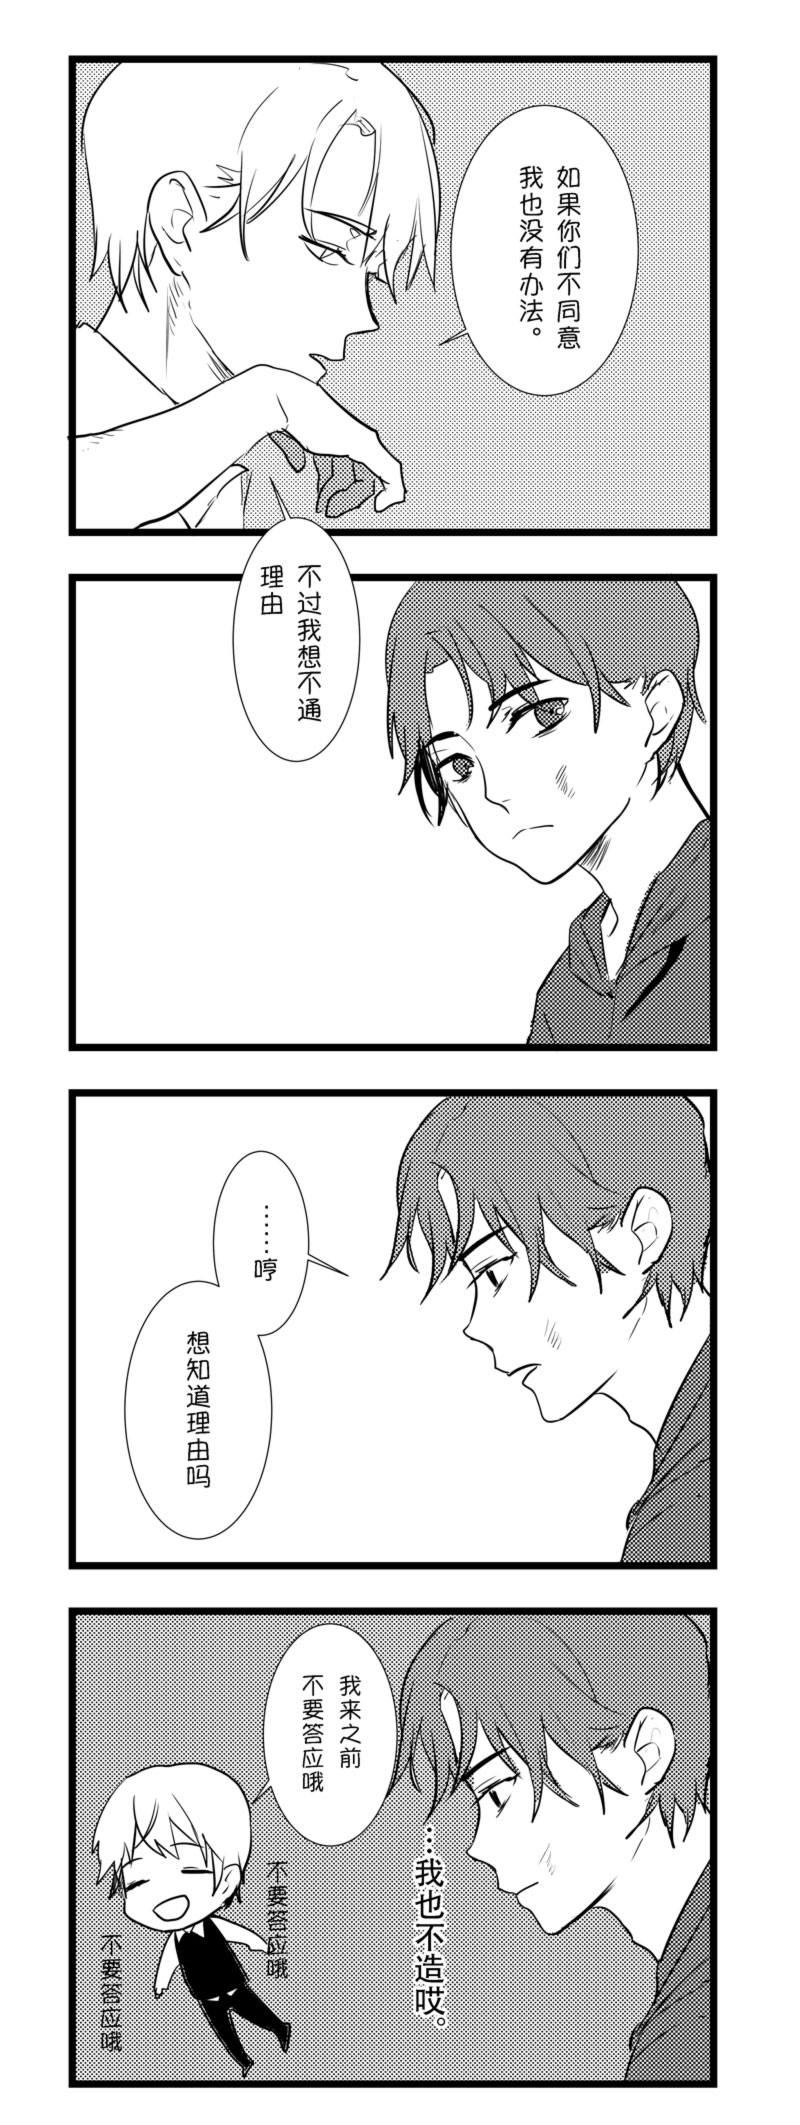 如果你们不同意
我也没有办法。
不过我想不通
理由
……哼
想知道理由吗
我来之前
不要答应哦
…我也不造哎。
不要答应哦
不要答应哦